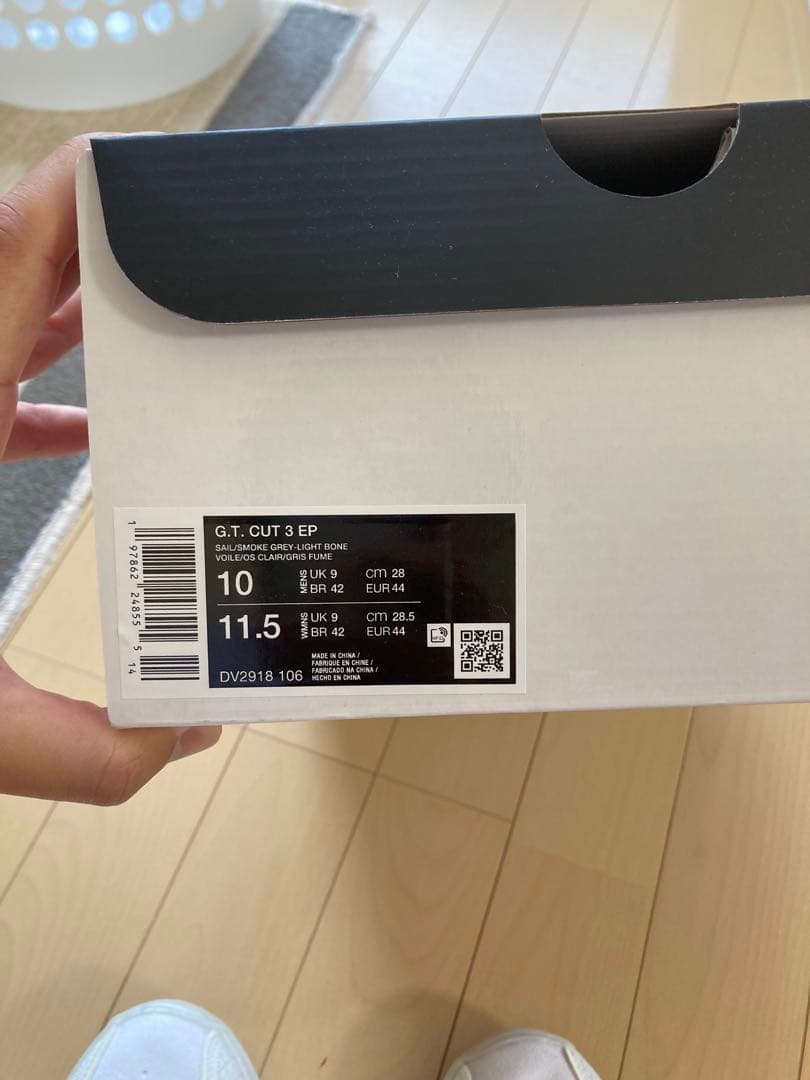 G.T. CUT 3 EP
SAIL/SMOKE GREY-LIGHT BONE
VOILE/OS CLAIR/GRIS FUME
10 MENS UK 9 CM 28
BR 42 EUR 44
11.5 WMNS UK 9 CM 28.5
BR 42 EUR 44
MADE IN CHINA /
FABRIQUE EN CHINE /
FABRICADO NA CHINA /
HECHO EN CHINA
DV2918 106
1 97862 24855 5 14